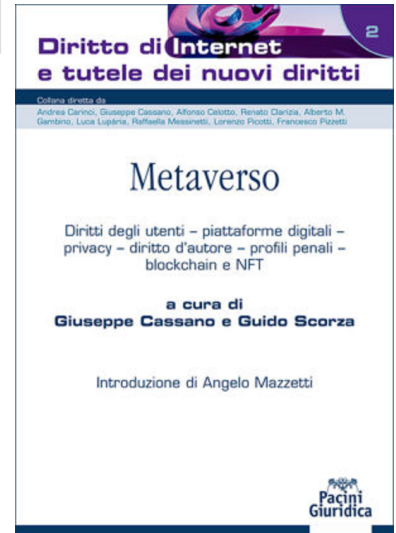 2
Diritto di Internet
e tutele dei nuovi diritti
Collana diretta da
Andrea Carinci, Giuseppe Cassano, Alfonso Celotto, Renato Clarizia, Alberto M.
Gambino, Luca Lupária, Raffaella Messinetti, Lorenzo Picotti, Francesco Pizzetti
Metaverso
Diritti degli utenti – piattaforme digitali –
privacy – diritto d'autore – profili penali –
blockchain e NFT
a cura di
Giuseppe Cassano e Guido Scorza
Introduzione di Angelo Mazzetti
Pacini
Giuridica